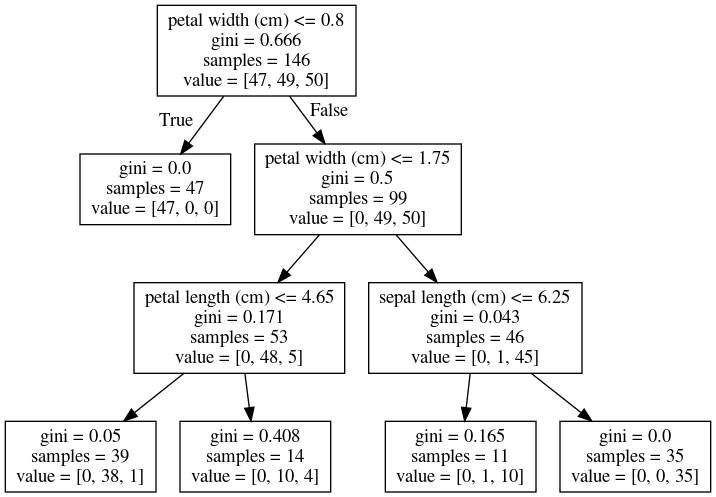 petal width (cm) <= 0.8
gini = 0.666
samples = 146
value = [47, 49, 50]
True
False
gini = 0.0
samples = 47
value = [47, 0, 0]
petal width (cm) <= 1.75
gini = 0.5
samples = 99
value = [0, 49, 50]
petal length (cm) <= 4.65
gini = 0.171
samples = 53
value = [0, 48, 5]
sepal length (cm) <= 6.25
gini = 0.043
samples = 46
value = [0, 1, 45]
gini = 0.05
samples = 39
value = [0, 38, 1]
gini = 0.408
samples = 14
value = [0, 10, 4]
gini = 0.165
samples = 11
value = [0, 1, 10]
gini = 0.0
samples = 35
value = [0, 0, 35]